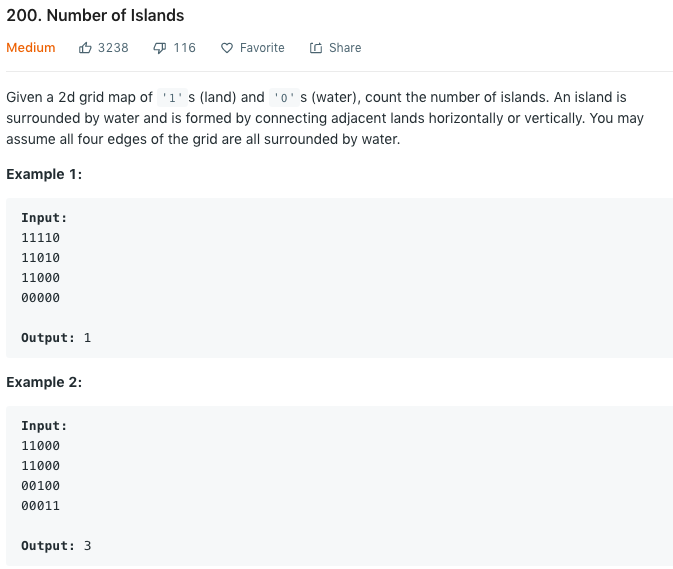 200. Number of Islands
Medium 3238 116 Favorite Share
Given a 2d grid map of '1' s (land) and '0' s (water), count the number of islands. An island is
surrounded by water and is formed by connecting adjacent lands horizontally or vertically. You may
assume all four edges of the grid are all surrounded by water.
Example 1:
Input:
11110
11010
11000
00000
Output: 1
Example 2:
Input:
11000
11000
00100
00011
Output: 3